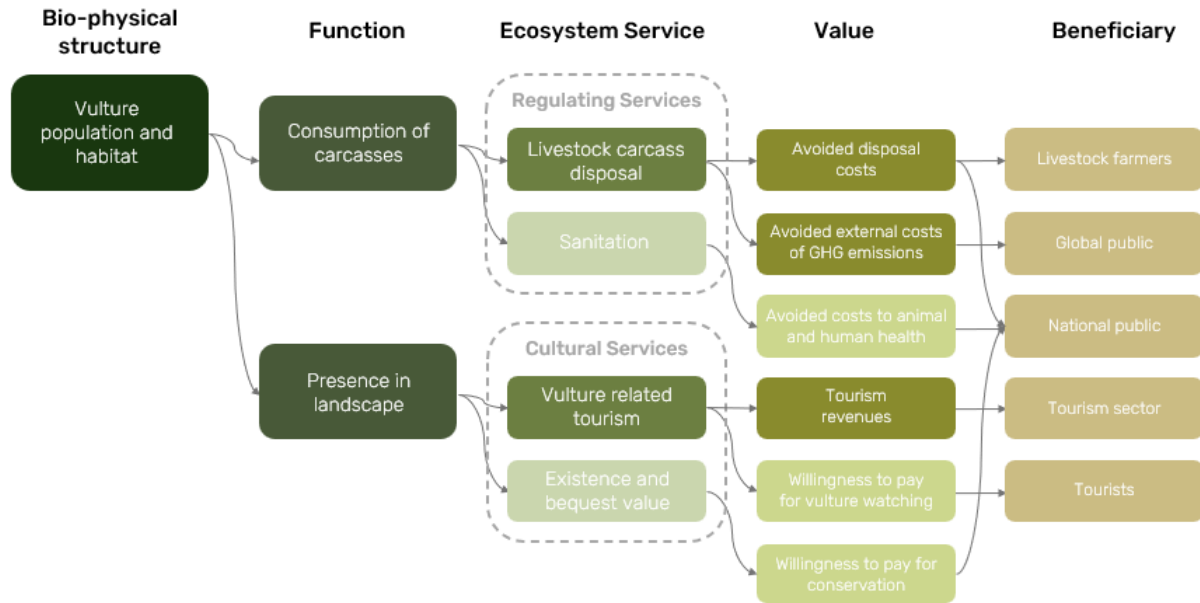 Bio-physical
structure
Function
Ecosystem Service
Value
Beneficiary
Vulture
population and
habitat
Consumption of
carcasses
Regulating Services
Livestock carcass
disposal
Sanitation
Avoided disposal
costs
Avoided external costs
of GHG emissions
Avoided costs to animal
and human health
Livestock farmers
Global public
National public
Presence in
landscape
Cultural Services
Vulture related
tourism
Existence and
bequest value
Tourism
revenues
Willingness to pay
for vulture watching
Willingness to pay for
conservation
Tourism sector
Tourists